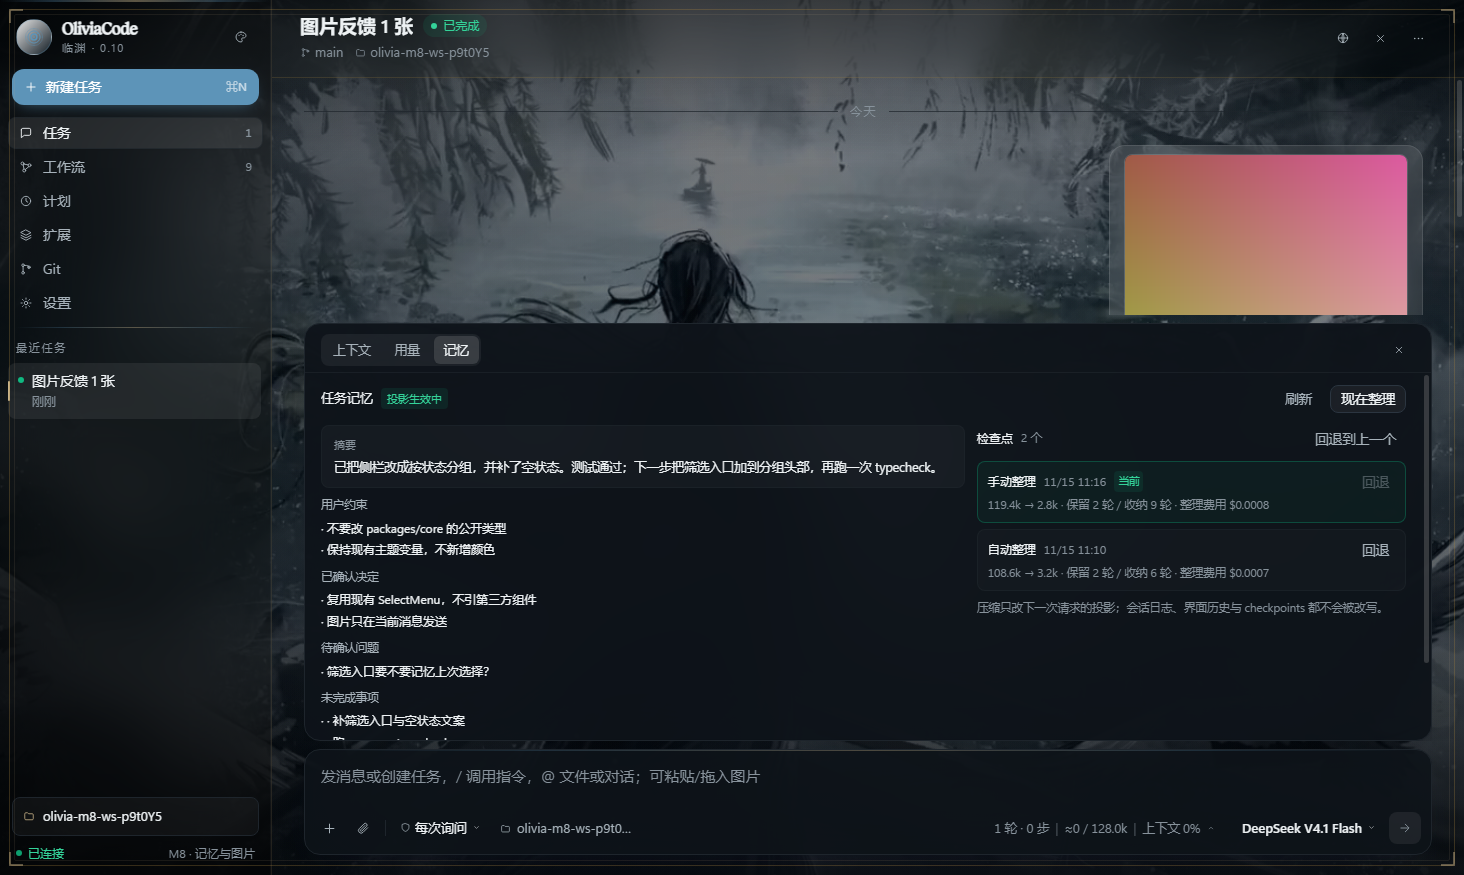 OliviaCode
临渊 · 0.10
新建任务 ⌘N
任务 1
工作流 9
计划
扩展
Git
设置
最近任务
图片反馈 1 张
刚刚
olivia-m8-ws-p9t0Y5
已连接 M8 · 记忆与图片
图片反馈 1 张 已完成
main olivia-m8-ws-p9t0Y5
今天
上下文 用量 记忆
任务记忆 投影生效中 刷新 现在整理
摘要
已把侧栏改成按状态分组，并补了空状态。测试通过；下一步把筛选入口加到分组头部，再跑一次 typecheck。
用户约束
· 不要改 packages/core 的公开类型
· 保持现有主题变量，不新增颜色
已确认决定
· 复用现有 SelectMenu，不引第三方组件
· 图片只在当前消息发送
待确认问题
· 筛选入口要不要记忆上次选择？
未完成事项
· · 补筛选入口与空状态文案
检查点 2 个 回退到上一个
手动整理 11/15 11:16 当前 回退
119.4k → 2.8k · 保留 2 轮 / 收纳 9 轮 · 整理费用 $0.0008
自动整理 11/15 11:10 回退
108.6k → 3.2k · 保留 2 轮 / 收纳 6 轮 · 整理费用 $0.0007
压缩只改下一次请求的投影；会话日志、界面历史与 checkpoints 都不会被改写。
发消息或创建任务，/ 调用指令，@ 文件或对话；可粘贴/拖入图片
每次询问 olivia-m8-ws-p9t0... 1 轮 · 0 步 | ≈0 / 128.0k | 上下文 0% DeepSeek V4.1 Flash